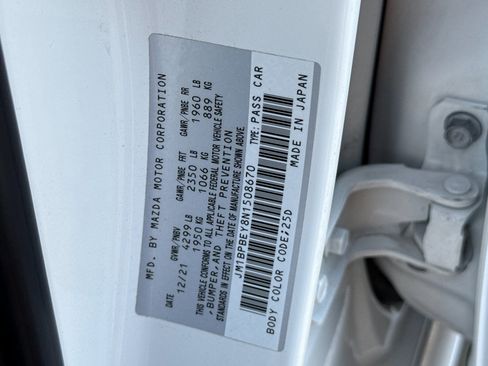 MFD. BY MAZDA MOTOR CORPORATION
DATE GVWR/PNBV GAWR/PNBE FRT GAWR/PNBE RR
12/21 4299 LB 2350 LB 1960 LB
1950 KG 1066 KG 889 KG
THIS VEHICLE CONFORMS TO ALL APPLICABLE FEDERAL MOTOR VEHICLE SAFETY,
BUMPER, AND THEFT PREVENTION
STANDARDS IN EFFECT ON THE DATE OF MANUFACTURE SHOWN ABOVE
JM1BPBEY8N1508670 TYPE: PASS CAR
BODY COLOR CODE:25D MADE IN JAPAN